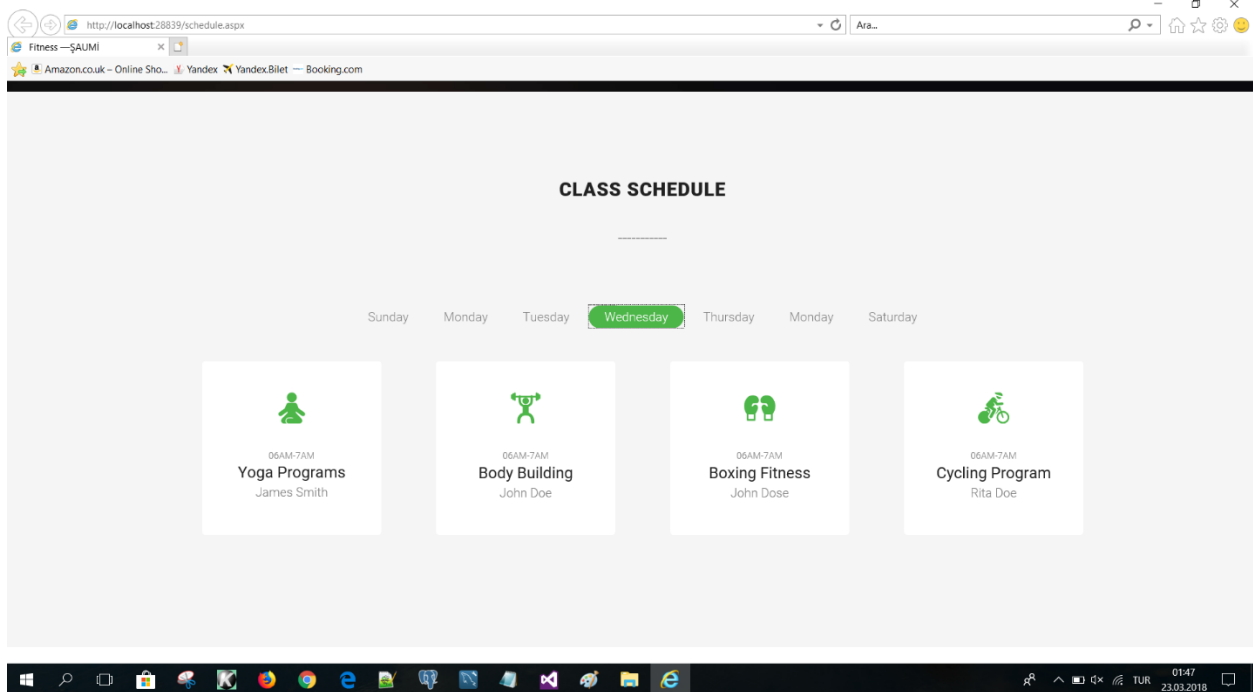 http://localhost:28839/schedule.aspx
Ara...
Fitness —ŞAUMİ
Amazon.co.uk – Online Sho... Yandex Yandex.Bilet Booking.com
CLASS SCHEDULE
-----------
Sunday Monday Tuesday Wednesday Thursday Monday Saturday
06AM-7AM 06AM-7AM 06AM-7AM 06AM-7AM
Yoga Programs Body Building Boxing Fitness Cycling Program
James Smith John Doe John Dose Rita Doe
TUR
01:47
23.03.2018